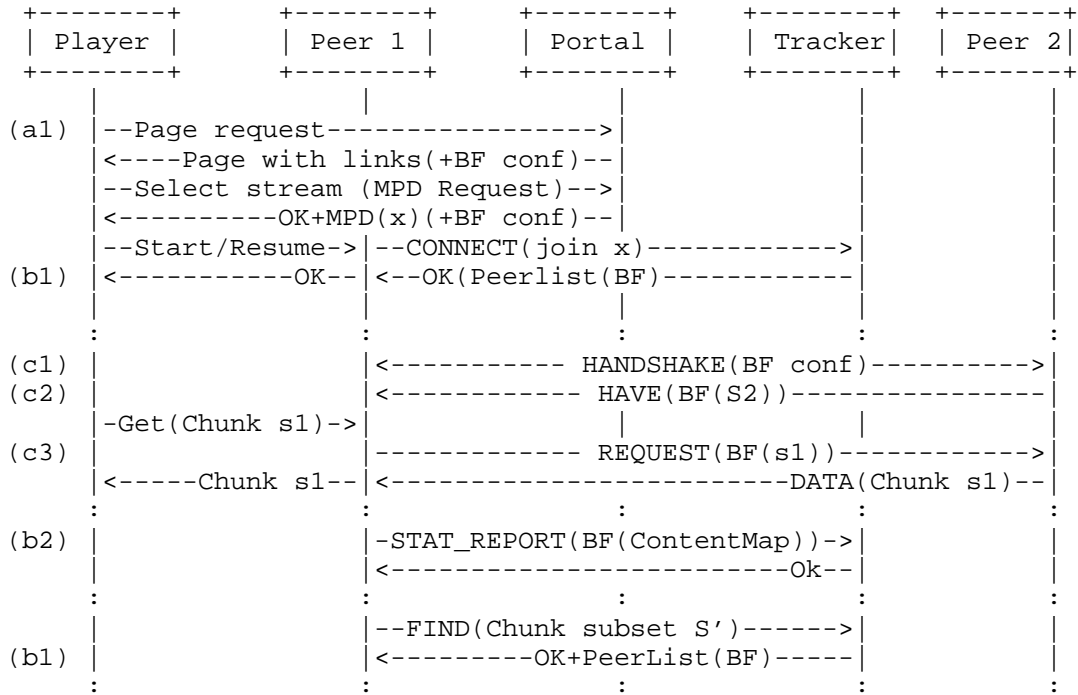 +--------+      +--------+     +--------+     +--------+  +-------+
| Player |      | Peer 1 |     | Portal |     | Tracker|  | Peer 2|
+--------+      +--------+     +--------+     +--------+  +-------+
     |               |              |              |           |
(a1) |--Page request----------------->|              |           |
     |<----Page with links(+BF conf)--|              |           |
     |--Select stream (MPD Request)-->|              |           |
     |<----------OK+MPD(x)(+BF conf)--|              |           |
     |--Start/Resume->|--CONNECT(join x)------------>|           |
(b1) |<-----------OK--|<--OK(Peerlist(BF)------------|           |
     |                |               |              |           |
     :                :               :              :           :
(c1) |                |<----------- HANDSHAKE(BF conf)---------->|
(c2) |                |<------------ HAVE(BF(S2))----------------|
     |-Get(Chunk s1)->|               |              |           |
(c3) |                |------------- REQUEST(BF(s1))------------>|
     |<-----Chunk s1--|<-------------------------DATA(Chunk s1)--|
     :                :               :              :           :
(b2) |                |-STAT_REPORT(BF(ContentMap))->|           |
     |                |<-------------------------Ok--|           |
     :                :               :              :           :
     |                |--FIND(Chunk subset S')------>|           |
(b1) |                |<---------OK+PeerList(BF)-----|           |
     :                :               :              :           :